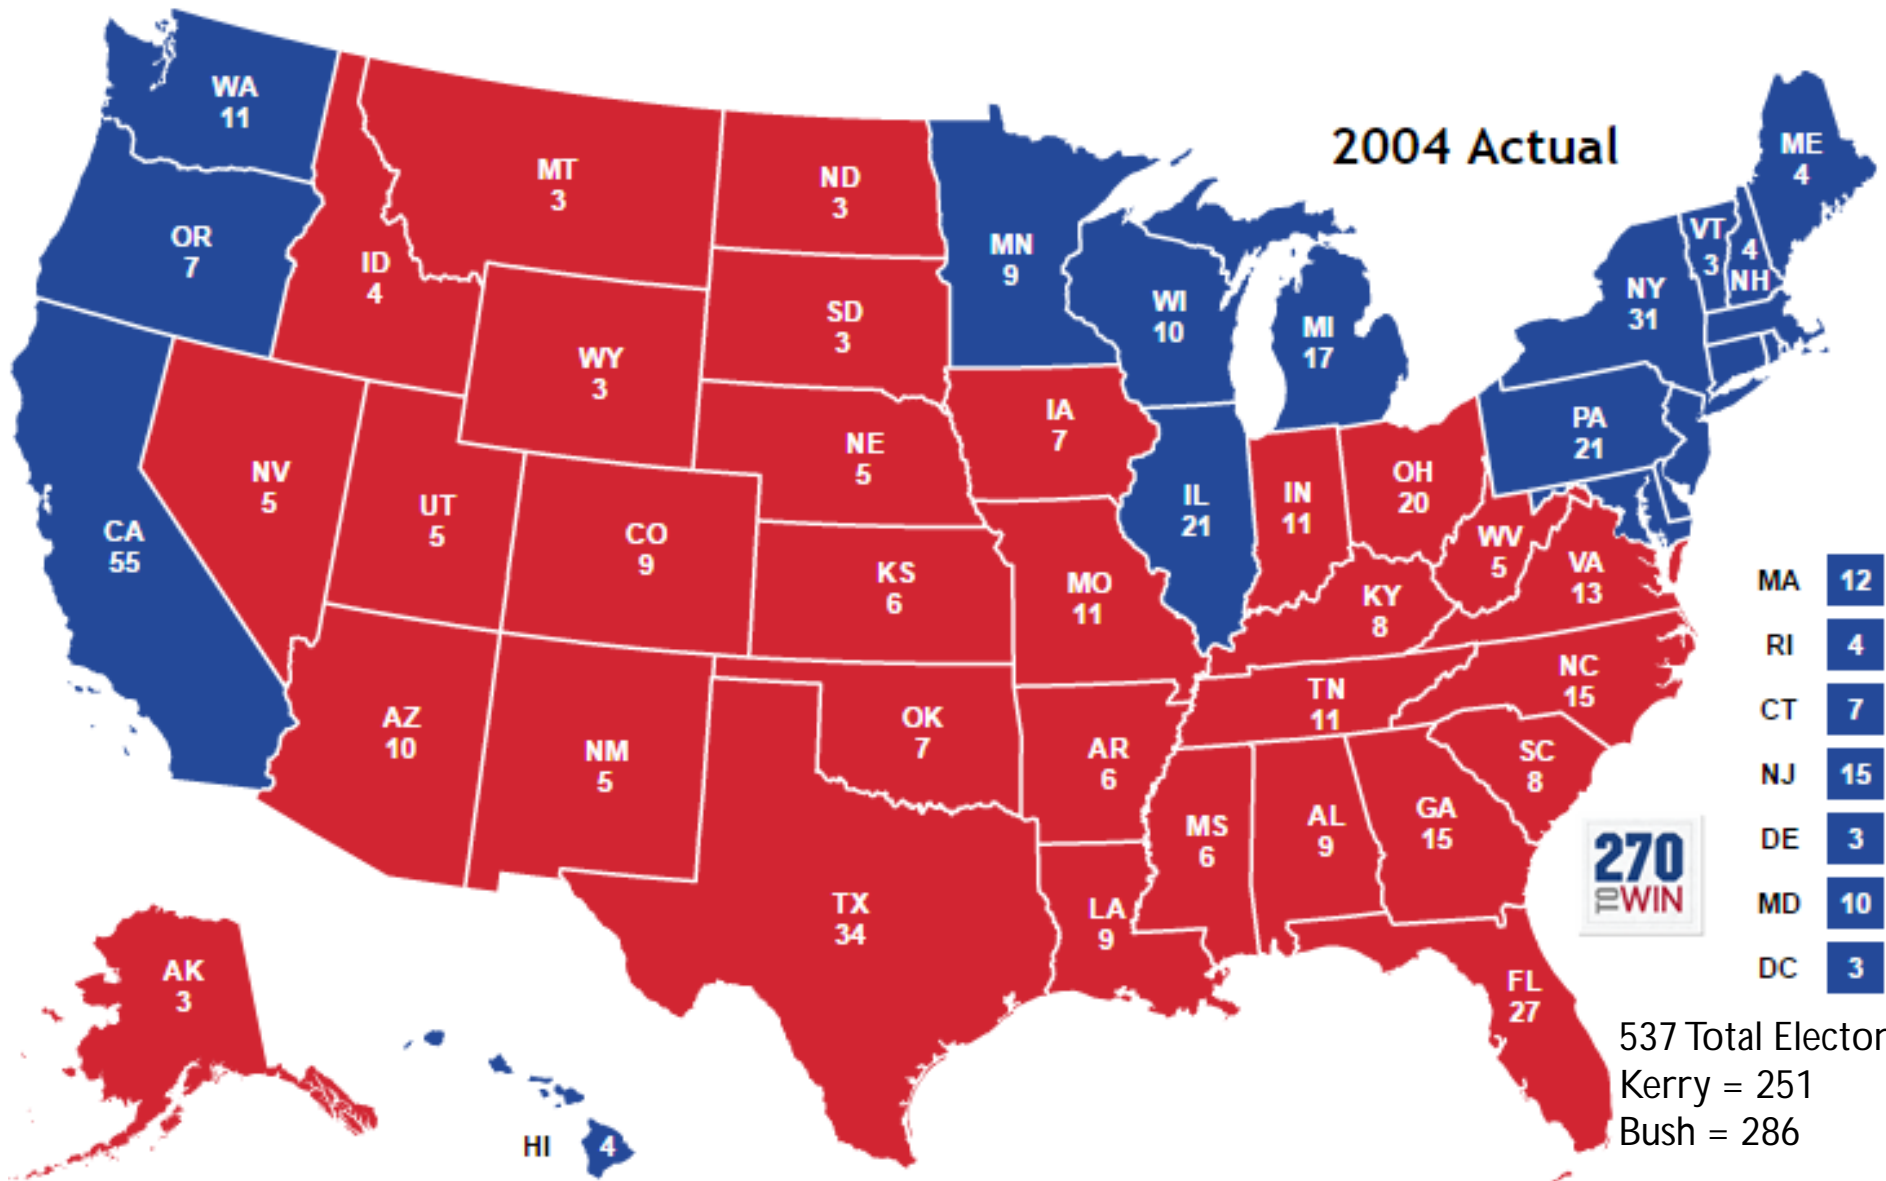 2004 Actual
WA
11
OR
7
CA
55
NV
5
ID
4
MT
3
WY
3
UT
5
CO
9
AZ
10
NM
5
ND
3
SD
3
NE
5
KS
6
OK
7
TX
34
MN
9
IA
7
MO
11
AR
6
LA
9
WI
10
IL
21
MI
17
IN
11
OH
20
KY
8
TN
11
MS
6
AL
9
GA
15
FL
27
SC
8
NC
15
VA
13
WV
5
PA
21
NY
31
VT
3
4
NH
ME
4
AK
3
HI 4
MA 12
RI 4
CT 7
NJ 15
DE 3
MD 10
DC 3
270
TO WIN
537 Total Elector
Kerry = 251
Bush = 286